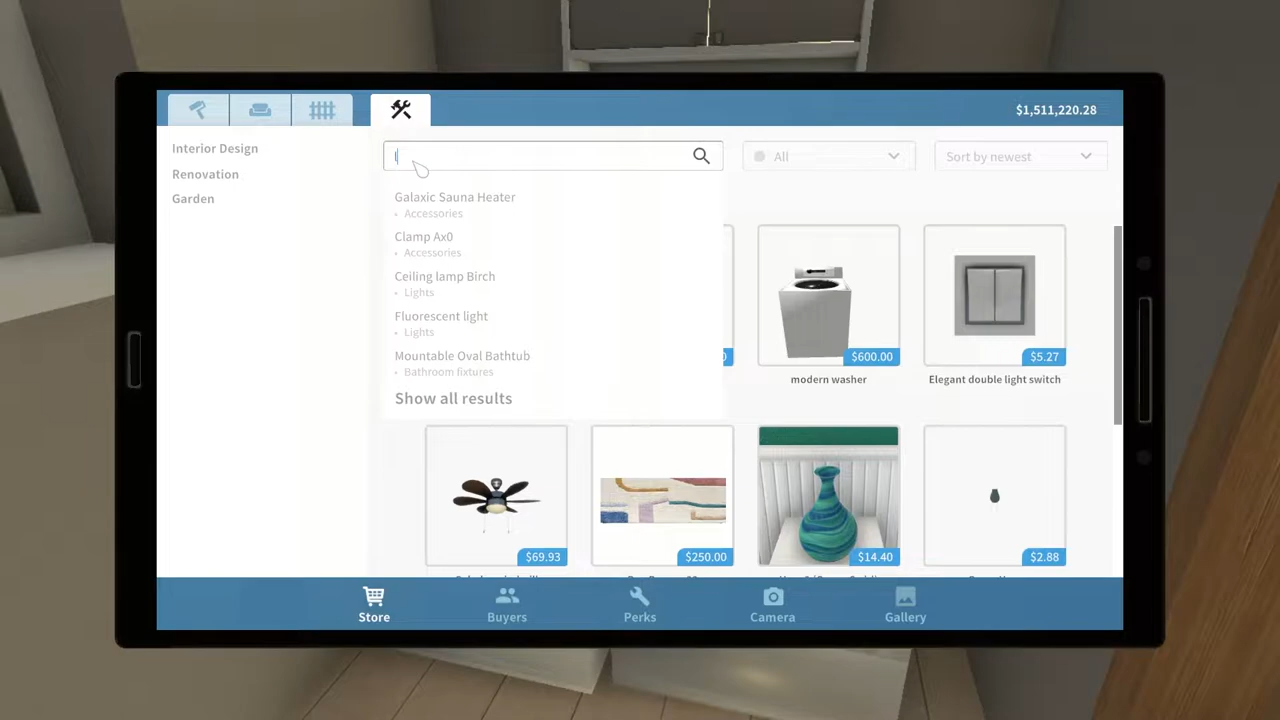 $1,511,220.28
Interior Design
Renovation
Garden
l
All
Sort by newest
Galaxic Sauna Heater
• Accessories
Clamp Ax0
• Accessories
Ceiling lamp Birch
• Lights
Fluorescent light
• Lights
Mountable Oval Bathtub
• Bathroom fixtures
Show all results
$600.00
$5.27
modern washer
Elegant double light switch
$69.93
$250.00
$14.40
$2.88
Store
Buyers
Perks
Camera
Gallery